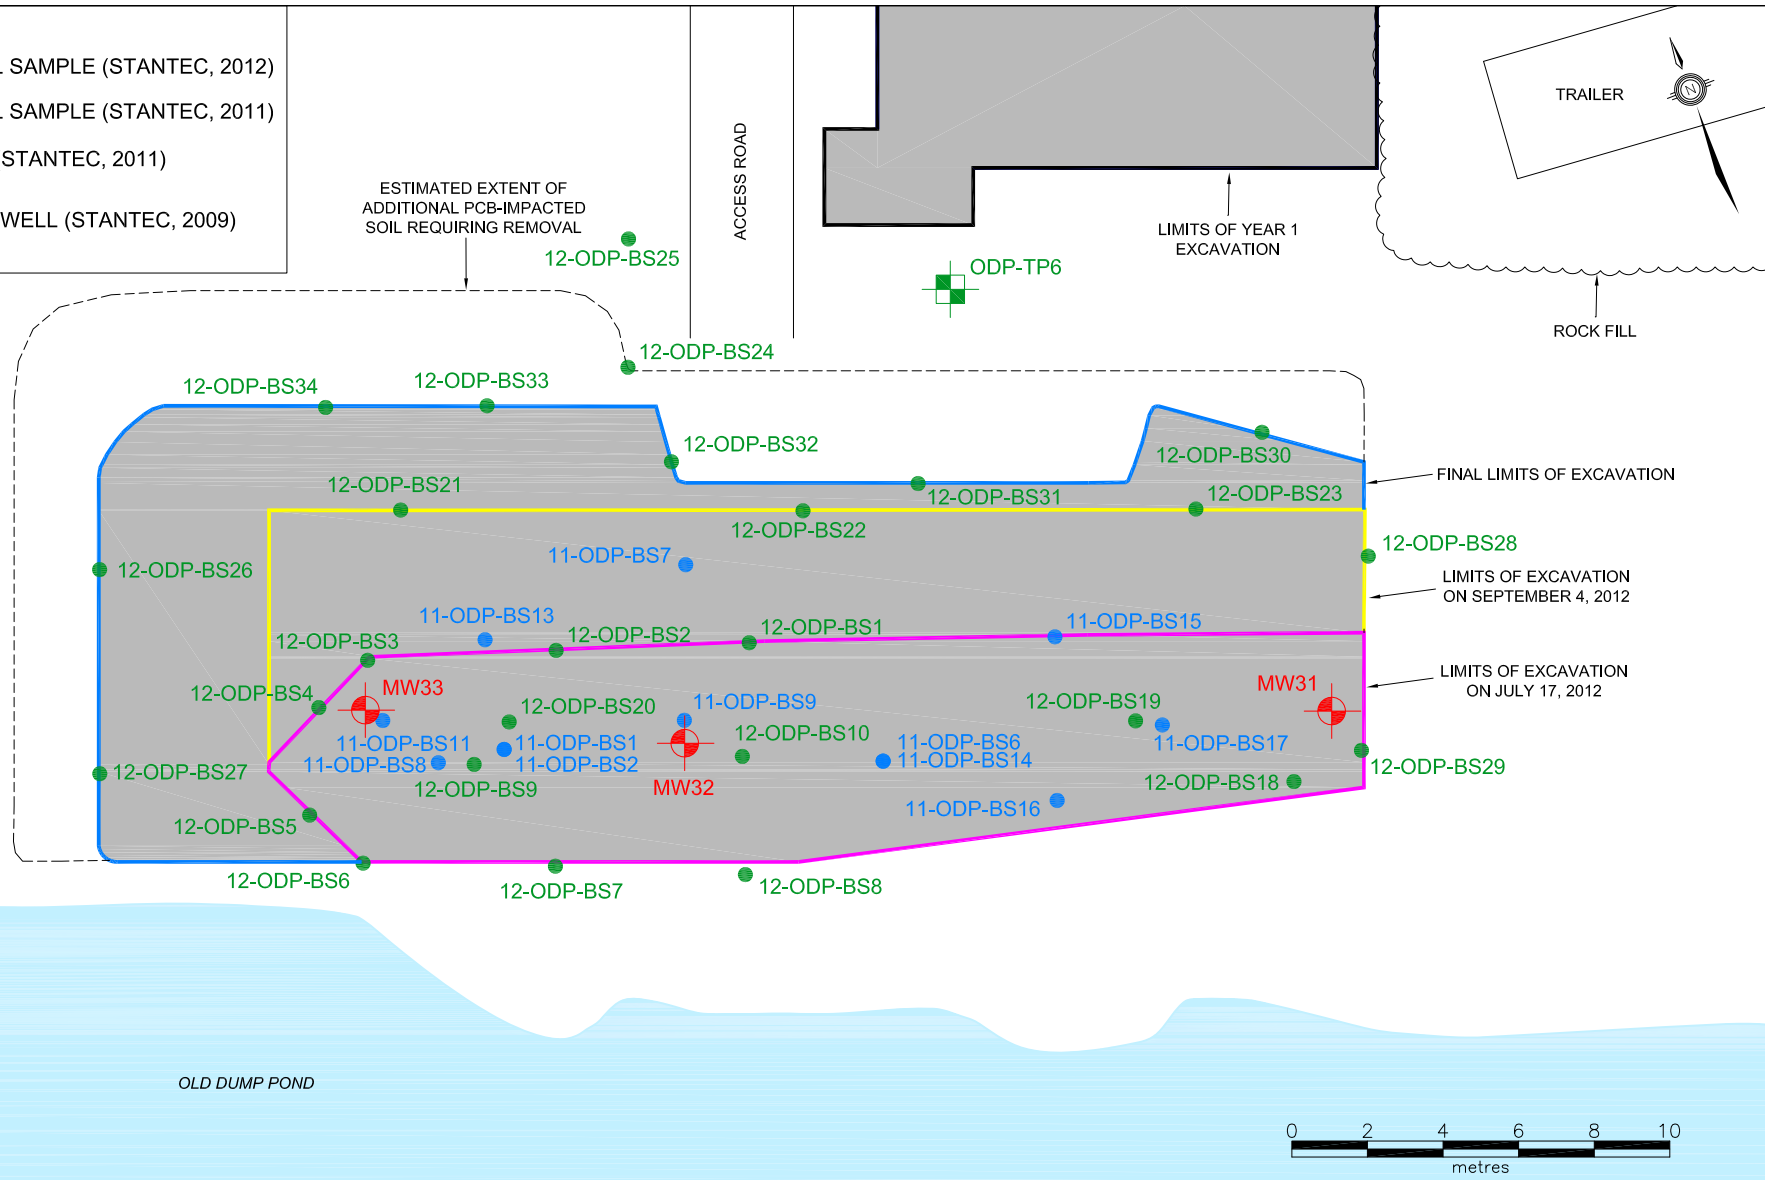 L SAMPLE (STANTEC, 2012)
L SAMPLE (STANTEC, 2011)
STANTEC, 2011)
WELL (STANTEC, 2009)
ESTIMATED EXTENT OF
ADDITIONAL PCB-IMPACTED
SOIL REQUIRING REMOVAL
ACCESS ROAD
LIMITS OF YEAR 1
EXCAVATION
TRAILER
N
ROCK FILL
12-ODP-BS25
ODP-TP6
12-ODP-BS24
12-ODP-BS34
12-ODP-BS33
12-ODP-BS32
12-ODP-BS30
FINAL LIMITS OF EXCAVATION
12-ODP-BS21
12-ODP-BS31
12-ODP-BS23
12-ODP-BS22
11-ODP-BS7
12-ODP-BS28
12-ODP-BS26
LIMITS OF EXCAVATION
ON SEPTEMBER 4, 2012
11-ODP-BS13
12-ODP-BS3
12-ODP-BS2
12-ODP-BS1
11-ODP-BS15
LIMITS OF EXCAVATION
ON JULY 17, 2012
12-ODP-BS4
MW33
MW31
12-ODP-BS20
11-ODP-BS9
12-ODP-BS19
11-ODP-BS11
11-ODP-BS1
12-ODP-BS10
11-ODP-BS6
11-ODP-BS17
11-ODP-BS8
11-ODP-BS2
11-ODP-BS14
12-ODP-BS29
12-ODP-BS27
12-ODP-BS9
MW32
12-ODP-BS18
11-ODP-BS16
12-ODP-BS5
12-ODP-BS6
12-ODP-BS7
12-ODP-BS8
OLD DUMP POND
0 2 4 6 8 10
metres